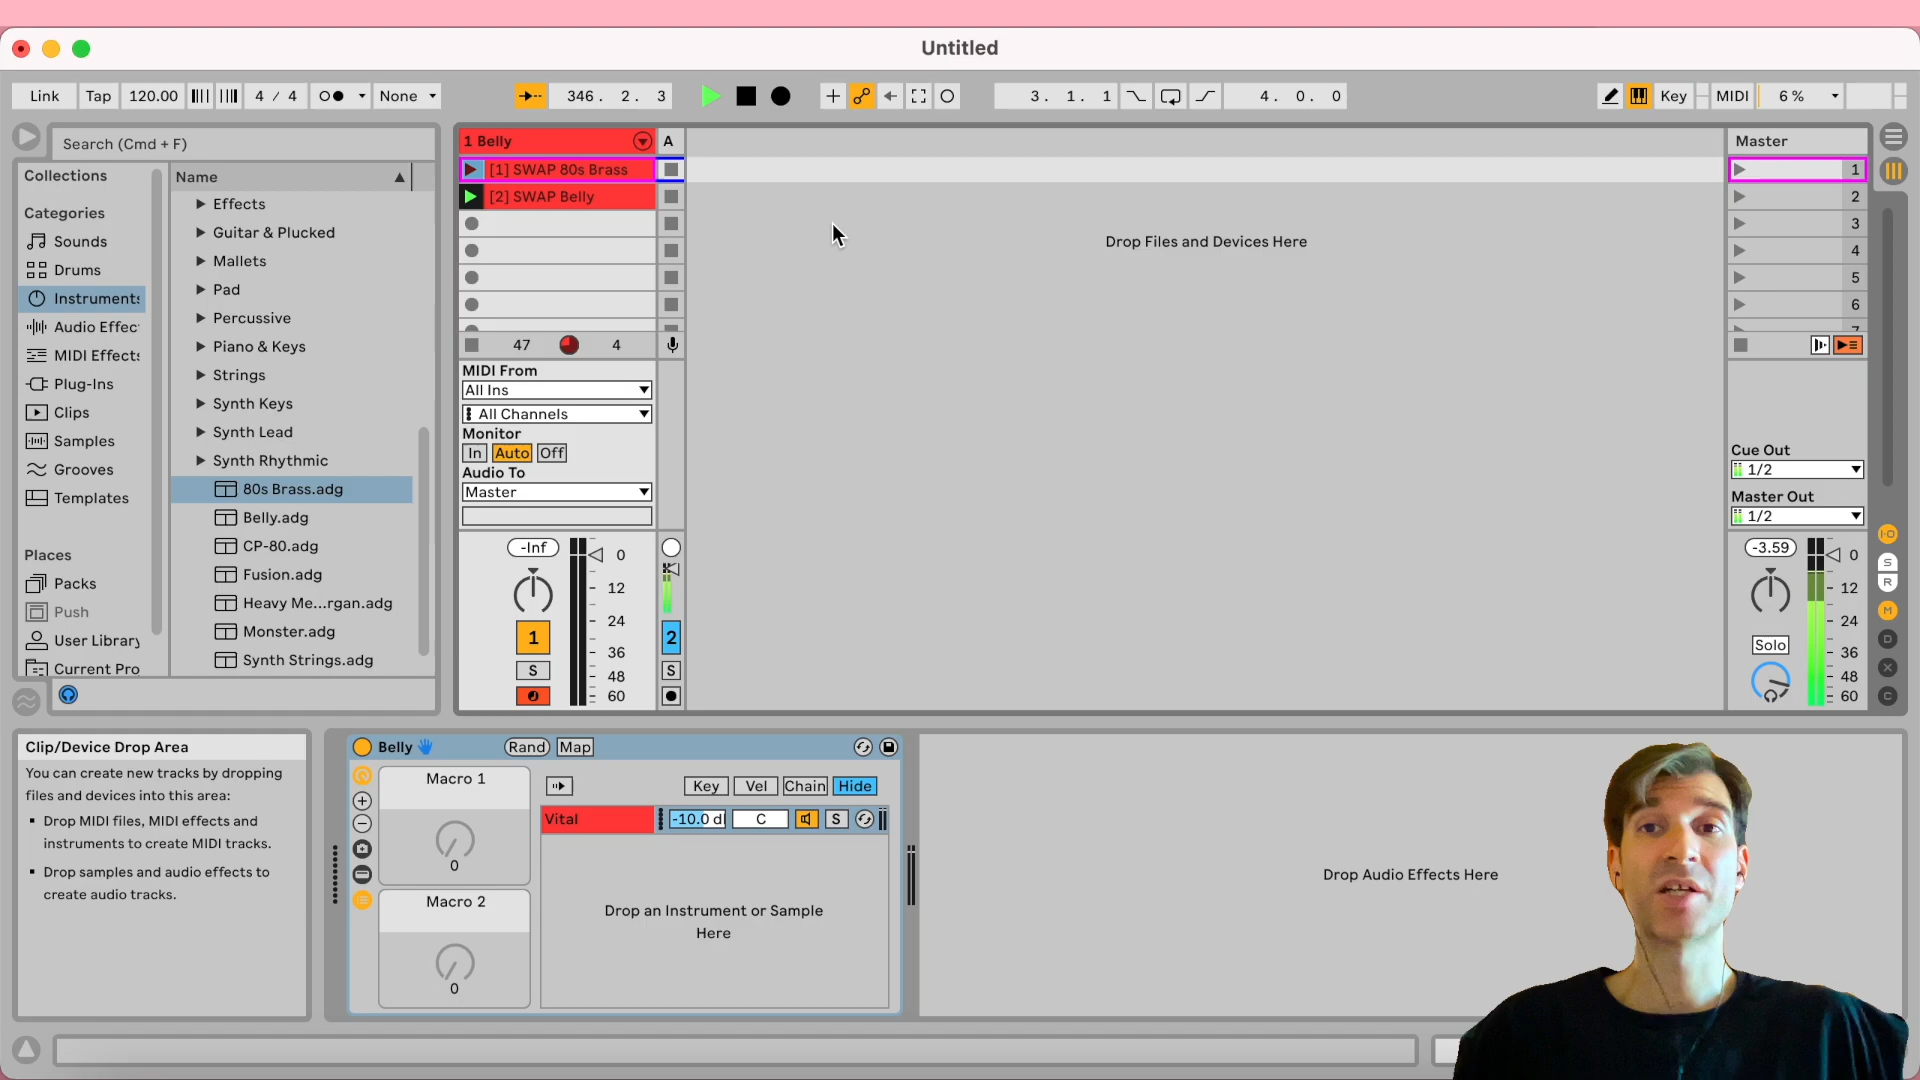 Untitled
Link Tap 120.00 4 / 4 None 346. 2. 3 3. 1. 1 4. 0. 0 Key MIDI 6 %
Search (Cmd + F)
Collections
Categories
Sounds
Drums
Instruments
Audio Effec
MIDI Effects
Plug-Ins
Clips
Samples
Grooves
Templates
Places
Packs
Push
User Library
Current Pro
Name
Effects
Guitar & Plucked
Mallets
Pad
Percussive
Piano & Keys
Strings
Synth Keys
Synth Lead
Synth Rhythmic
80s Brass.adg
Belly.adg
CP-80.adg
Fusion.adg
Heavy Me...rgan.adg
Monster.adg
Synth Strings.adg
1 Belly
A
[1] SWAP 80s Brass
[2] SWAP Belly
47 4
MIDI From
All Ins
All Channels
Monitor
In Auto Off
Audio To
Master
-Inf
0
12
24
36
48
60
1
S
2
S
Drop Files and Devices Here
Master
1
2
3
4
5
6
7
Cue Out
1/2
Master Out
1/2
-3.59
0
12
24
36
48
60
Solo
I-O
S
R
M
D
X
C
Clip/Device Drop Area
You can create new tracks by dropping
files and devices into this area:
▪ Drop MIDI files, MIDI effects and
instruments to create MIDI tracks.
▪ Drop samples and audio effects to
create audio tracks.
Belly
Rand Map
Macro 1
0
Macro 2
0
Key Vel Chain Hide
Vital -10.0 d C S
Drop an Instrument or Sample
Here
Drop Audio Effects Here